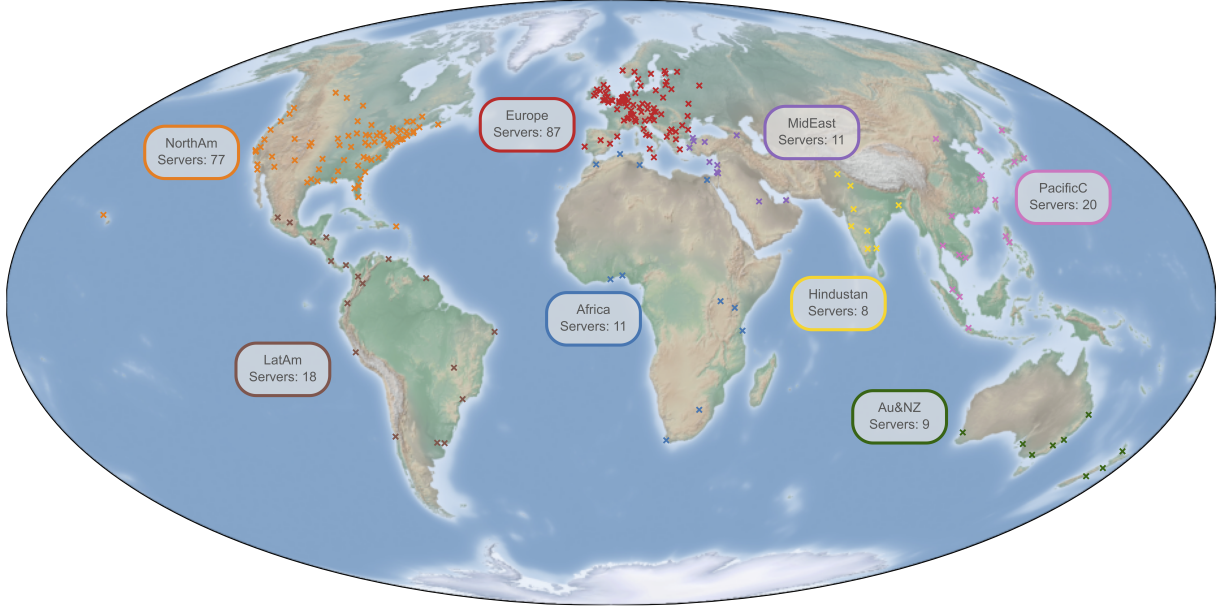 NorthAm
Servers: 77
Europe
Servers: 87
MidEast
Servers: 11
PacificC
Servers: 20
Hindustan
Servers: 8
Africa
Servers: 11
LatAm
Servers: 18
Au&NZ
Servers: 9